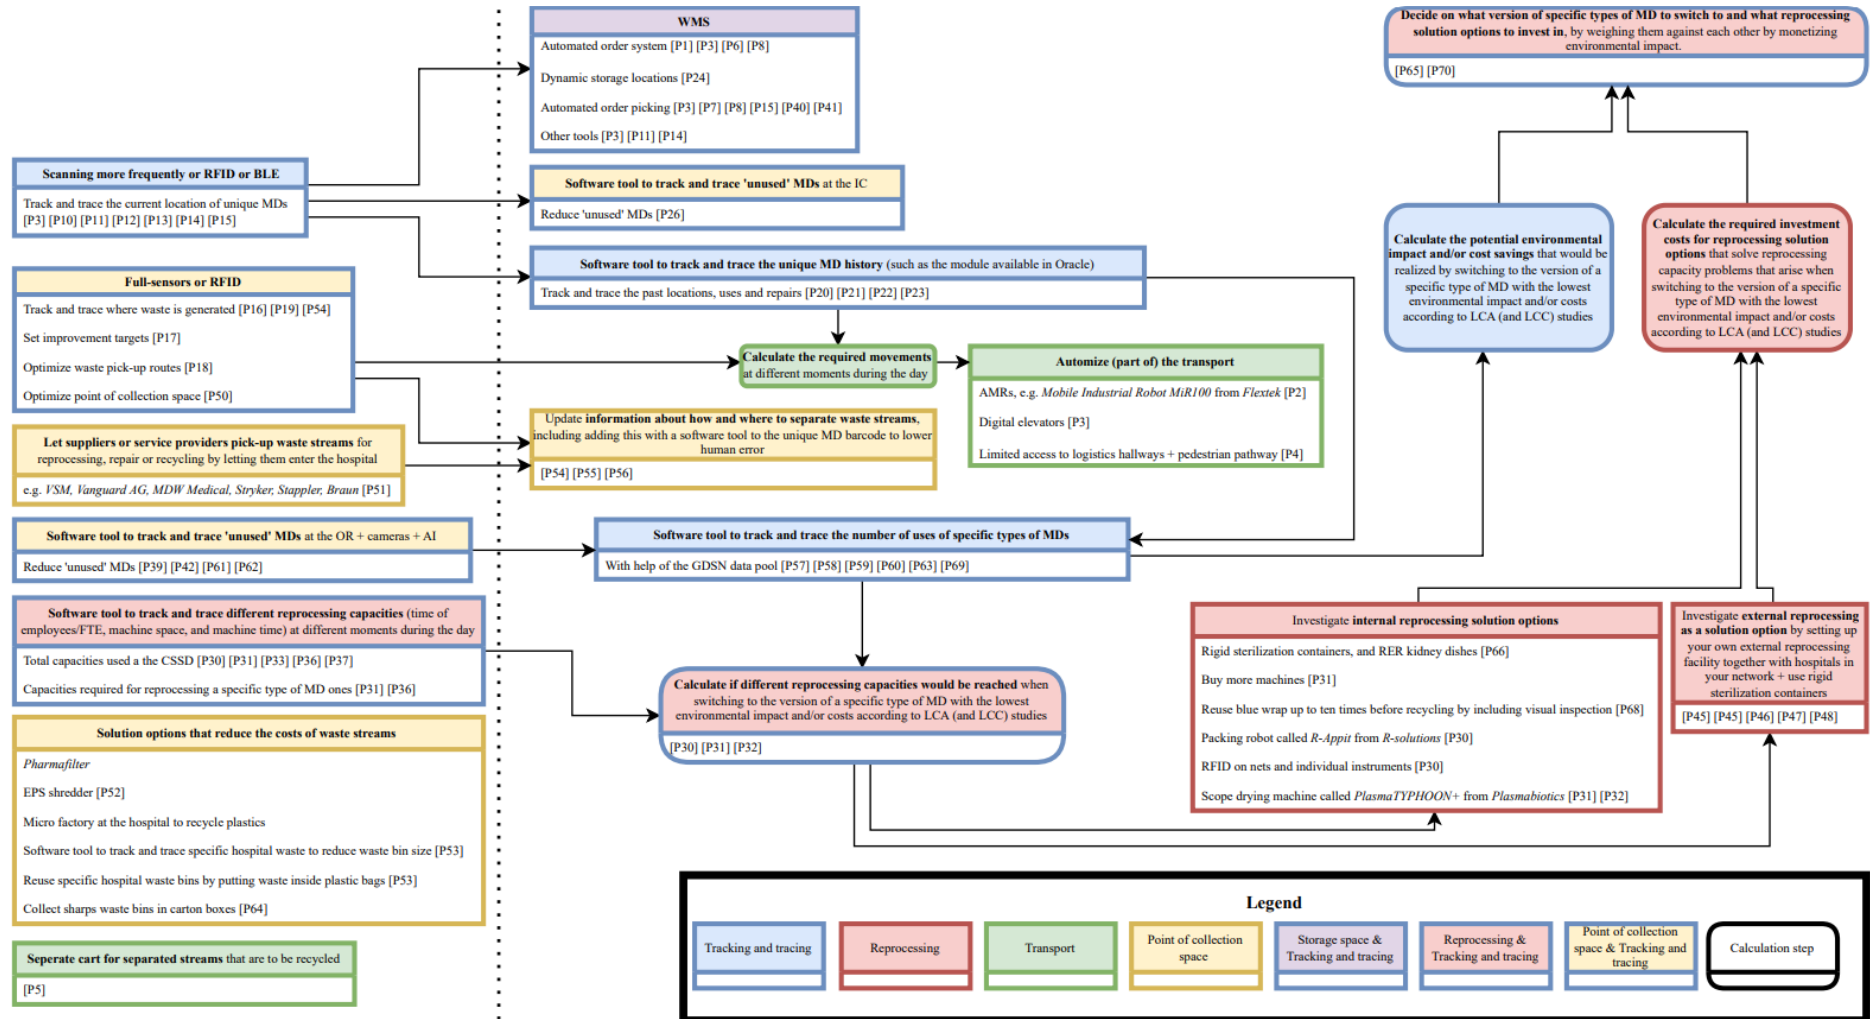 WMS
Automated order system [P1] [P3] [P6] [P8]
Dynamic storage locations [P24]
Automated order picking [P3] [P7] [P8] [P15] [P40] [P41]
Other tools [P3] [P11] [P14]
Decide on what version of specific types of MD to switch to and what reprocessing
solution options to invest in, by weighing them against each other by monetizing
environmental impact.
[P65] [P70]
Scanning more frequently or RFID or BLE
Track and trace the current location of unique MDs
[P3] [P10] [P11] [P12] [P13] [P14] [P15]
Software tool to track and trace 'unused' MDs at the IC
Reduce 'unused' MDs [P26]
Software tool to track and trace the unique MD history (such as the module available in Oracle)
Track and trace the past locations, uses and repairs [P20] [P21] [P22] [P23]
Calculate the potential environmental
impact and/or cost savings that would be
realized by switching to the version of a
specific type of MD with the lowest
environmental impact and/or costs
according to LCA (and LCC) studies
Calculate the required investment
costs for reprocessing solution
options that solve reprocessing
capacity problems that arise when
switching to the version of a specific
type of MD with the lowest
environmental impact and/or costs
according to LCA (and LCC) studies
Full-sensors or RFID
Track and trace where waste is generated [P16] [P19] [P54]
Set improvement targets [P17]
Optimize waste pick-up routes [P18]
Optimize point of collection space [P50]
Calculate the required movements
at different moments during the day
Automize (part of) the transport
AMRs, e.g. Mobile Industrial Robot MiR100 from Flextek [P2]
Digital elevators [P3]
Limited access to logistics hallways + pedestrian pathway [P4]
Let suppliers or service providers pick-up waste streams for
reprocessing, repair or recycling by letting them enter the hospital
e.g. VSM, Vanguard AG, MDW Medical, Stryker, Stappler, Braun [P51]
Update information about how and where to separate waste streams,
including adding this with a software tool to the unique MD barcode to lower
human error
[P54] [P55] [P56]
Software tool to track and trace 'unused' MDs at the OR + cameras + AI
Reduce 'unused' MDs [P39] [P42] [P61] [P62]
Software tool to track and trace the number of uses of specific types of MDs
With help of the GDSN data pool [P57] [P58] [P59] [P60] [P63] [P69]
Software tool to track and trace different reprocessing capacities (time of
employees/FTE, machine space, and machine time) at different moments during the day
Total capacities used a the CSSD [P30] [P31] [P33] [P36] [P37]
Capacities required for reprocessing a specific type of MD ones [P31] [P36]
Calculate if different reprocessing capacities would be reached when
switching to the version of a specific type of MD with the lowest
environmental impact and/or costs according to LCA (and LCC) studies
[P30] [P31] [P32]
Investigate internal reprocessing solution options
Rigid sterilization containers, and RER kidney dishes [P66]
Buy more machines [P31]
Reuse blue wrap up to ten times before recycling by including visual inspection [P68]
Packing robot called R-Appit from R-solutions [P30]
RFID on nets and individual instruments [P30]
Scope drying machine called PlasmaTYPHOON+ from Plasmabiotics [P31] [P32]
Investigate external reprocessing
as a solution option by setting up
your own external reprocessing
facility together with hospitals in
your network + use rigid
sterilization containers
[P45] [P45] [P46] [P47] [P48]
Solution options that reduce the costs of waste streams
Pharmafilter
EPS shredder [P52]
Micro factory at the hospital to recycle plastics
Software tool to track and trace specific hospital waste to reduce waste bin size [P53]
Reuse specific hospital waste bins by putting waste inside plastic bags [P53]
Collect sharps waste bins in carton boxes [P64]
Seperate cart for separated streams that are to be recycled
[P5]
Legend
Tracking and tracing
Reprocessing
Transport
Point of collection
space
Storage space &
Tracking and tracing
Reprocessing &
Tracking and tracing
Point of collection
space & Tracking and
tracing
Calculation step